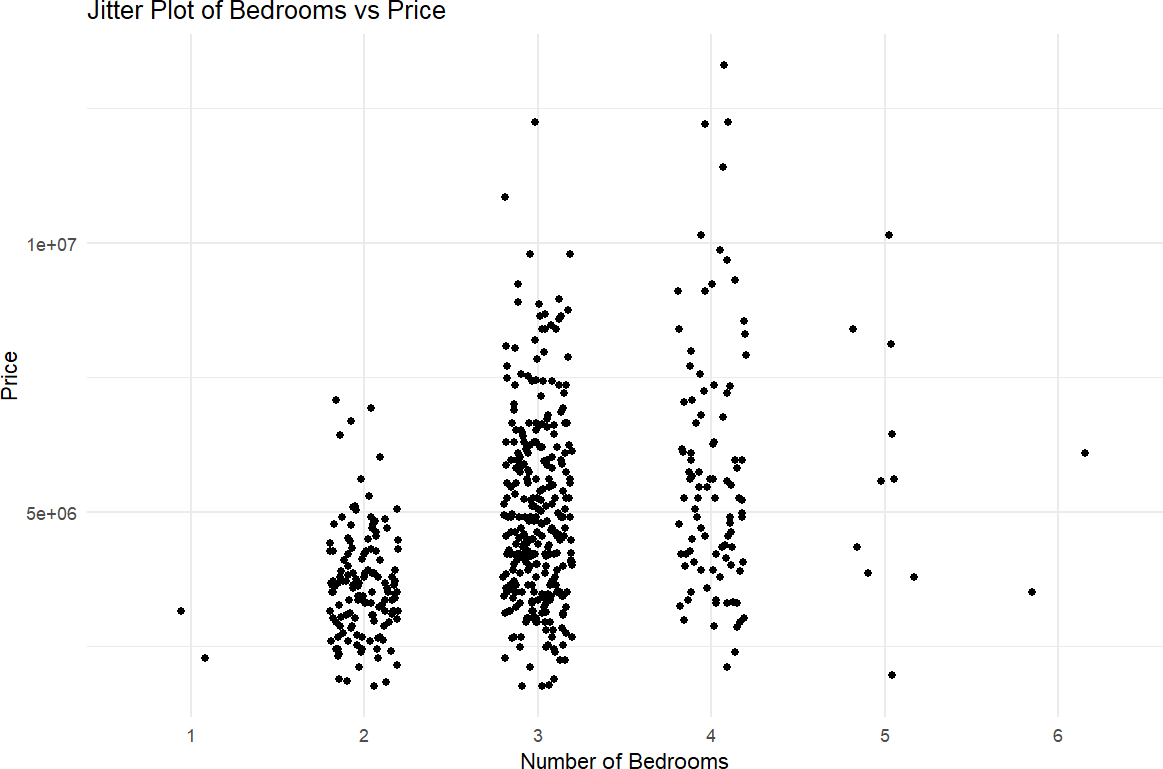 Jitter Plot of Bedrooms vs Price
1e+07
5e+06
Price
1 2 3 4 5 6
Number of Bedrooms